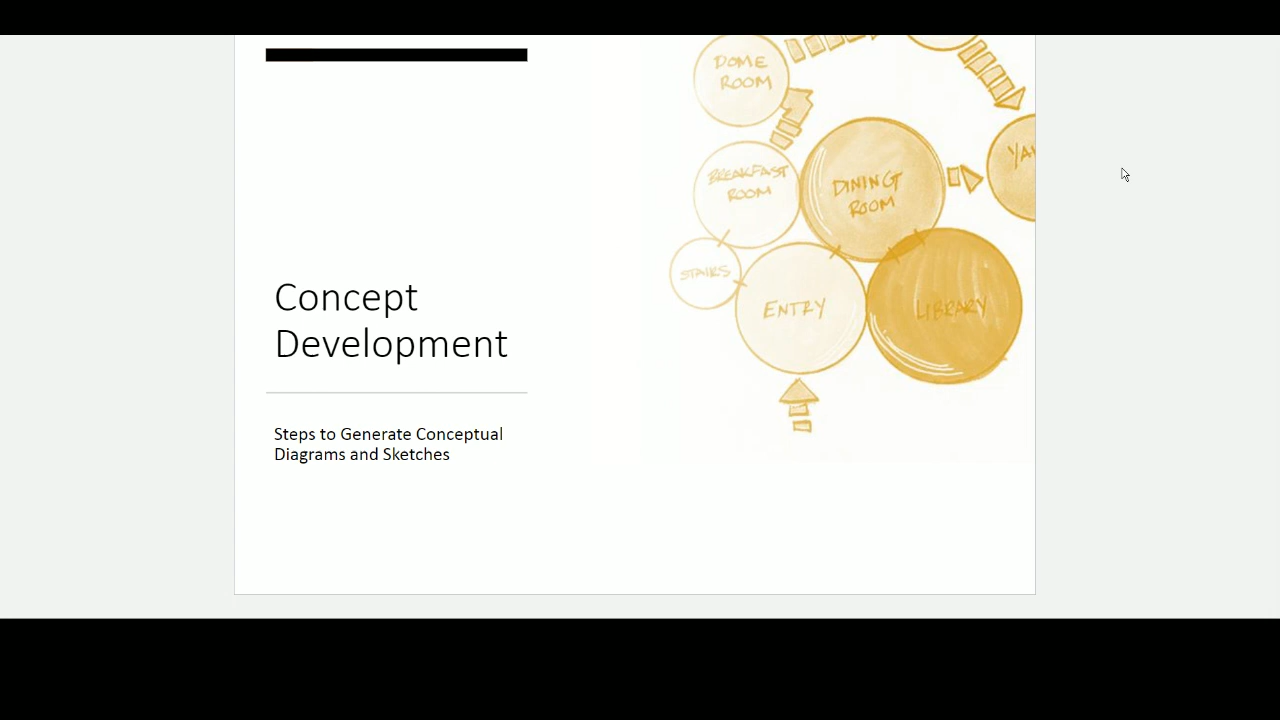 Concept
Development
Steps to Generate Conceptual
Diagrams and Sketches
DOME
ROOM
BREAKFAST
ROOM
DINING
ROOM
STAIRS
ENTRY
LIBRARY